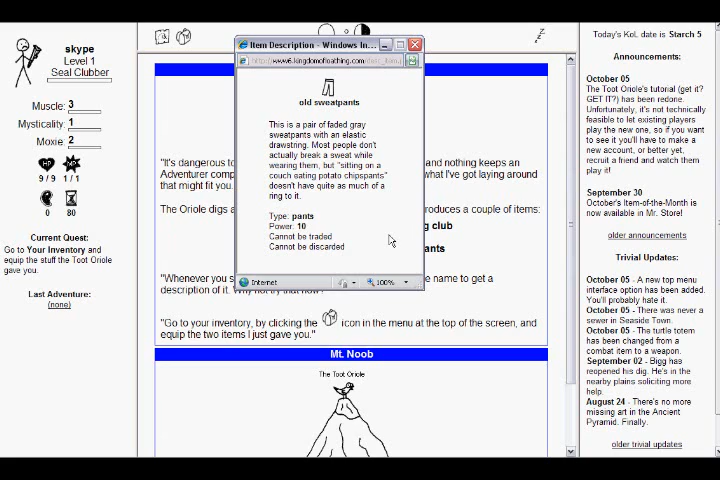 skype
Level 1
Seal Clubber
Muscle: 3
Mysticality: 1
Moxie: 2
HP
MP
9 / 9 1 / 1
0 80
Current Quest:
Go to Your Inventory and
equip the stuff the Toot Oriole
gave you.
Last Adventure:
(none)
z
z
z
Item Description - Windows In...
http://www6.kingdomofloathing.com/desc_item.p
old sweatpants
This is a pair of faded gray
sweatpants with an elastic
drawstring. Most people don't
actually break a sweat while
wearing them, but "sitting on a
couch eating potato chipspants"
doesn't have quite as much of a
ring to it.
Type: pants
Power: 10
Cannot be traded
Cannot be discarded
Internet
100%
"It's dangerous to and nothing keeps an
Adventurer comp what I've got laying around
that might fit you.
The Oriole digs a roduces a couple of items:
g club
ants
"Whenever you s e name to get a
description of it. Why not try that now?"
"Go to your inventory, by clicking the icon in the menu at the top of the screen, and
equip the two items I just gave you."
Mt. Noob
The Toot Oriole
Today's KoL date is Starch 5
Announcements:
October 05
The Toot Oriole's tutorial (get it?
GET IT?) has been redone.
Unfortunately, it's not technically
feasible to let existing players
play the new one, so if you
want to see it you'll have to make a
new account, or better yet,
recruit a friend and watch them
play it!
September 30
October's Item-of-the-Month is
now available in Mr. Store!
older announcements
Trivial Updates:
October 05 - A new top menu
interface option has been added.
You'll probably hate it.
October 05 - There was never a
sewer in Seaside Town.
October 05 - The turtle totem
has been changed from a
combat item to a weapon.
September 02 - Bigg has
reopened his dig. He's in the
nearby plains soliciting more
help.
August 24 - There's no more
missing art in the Ancient
Pyramid. Finally.
older trivial updates